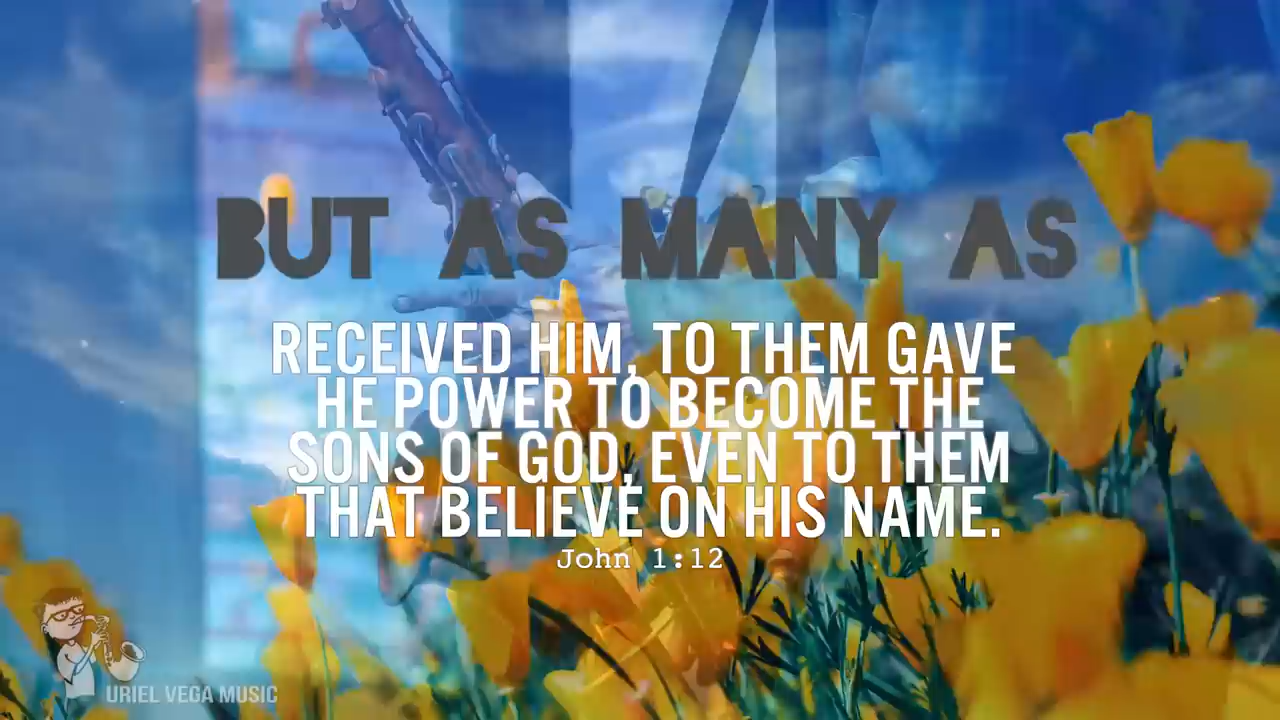 BUT AS MANY AS
RECEIVED HIM, TO THEM GAVE
HE POWER TO BECOME THE
SONS OF GOD, EVEN TO THEM
THAT BELIEVE ON HIS NAME.
John 1:12
URIEL VEGA MUSIC